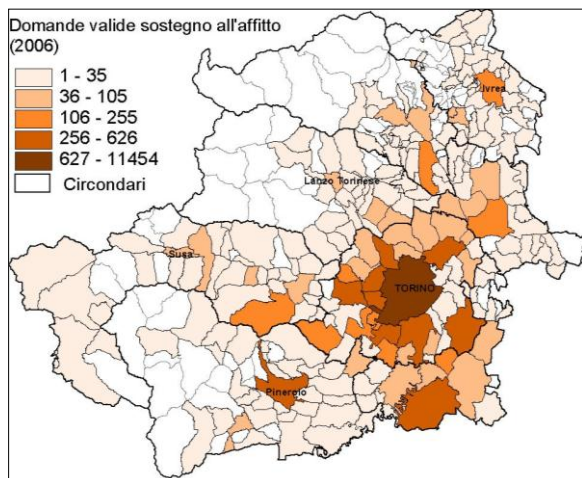 Domande valide sostegno all'affitto
(2006)
1 - 35
36 - 105
106 - 255
256 - 626
627 - 11454
Circondari
Ivrea
Lanzo Torinese
Susa
TORINO
Pinerolo